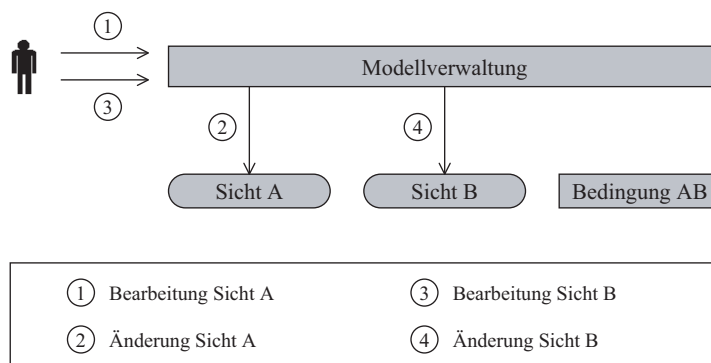 1
Modellverwaltung
3
2
4
Sicht A
Sicht B
Bedingung AB
1 Bearbeitung Sicht A
3 Bearbeitung Sicht B
2 Änderung Sicht A
4 Änderung Sicht B